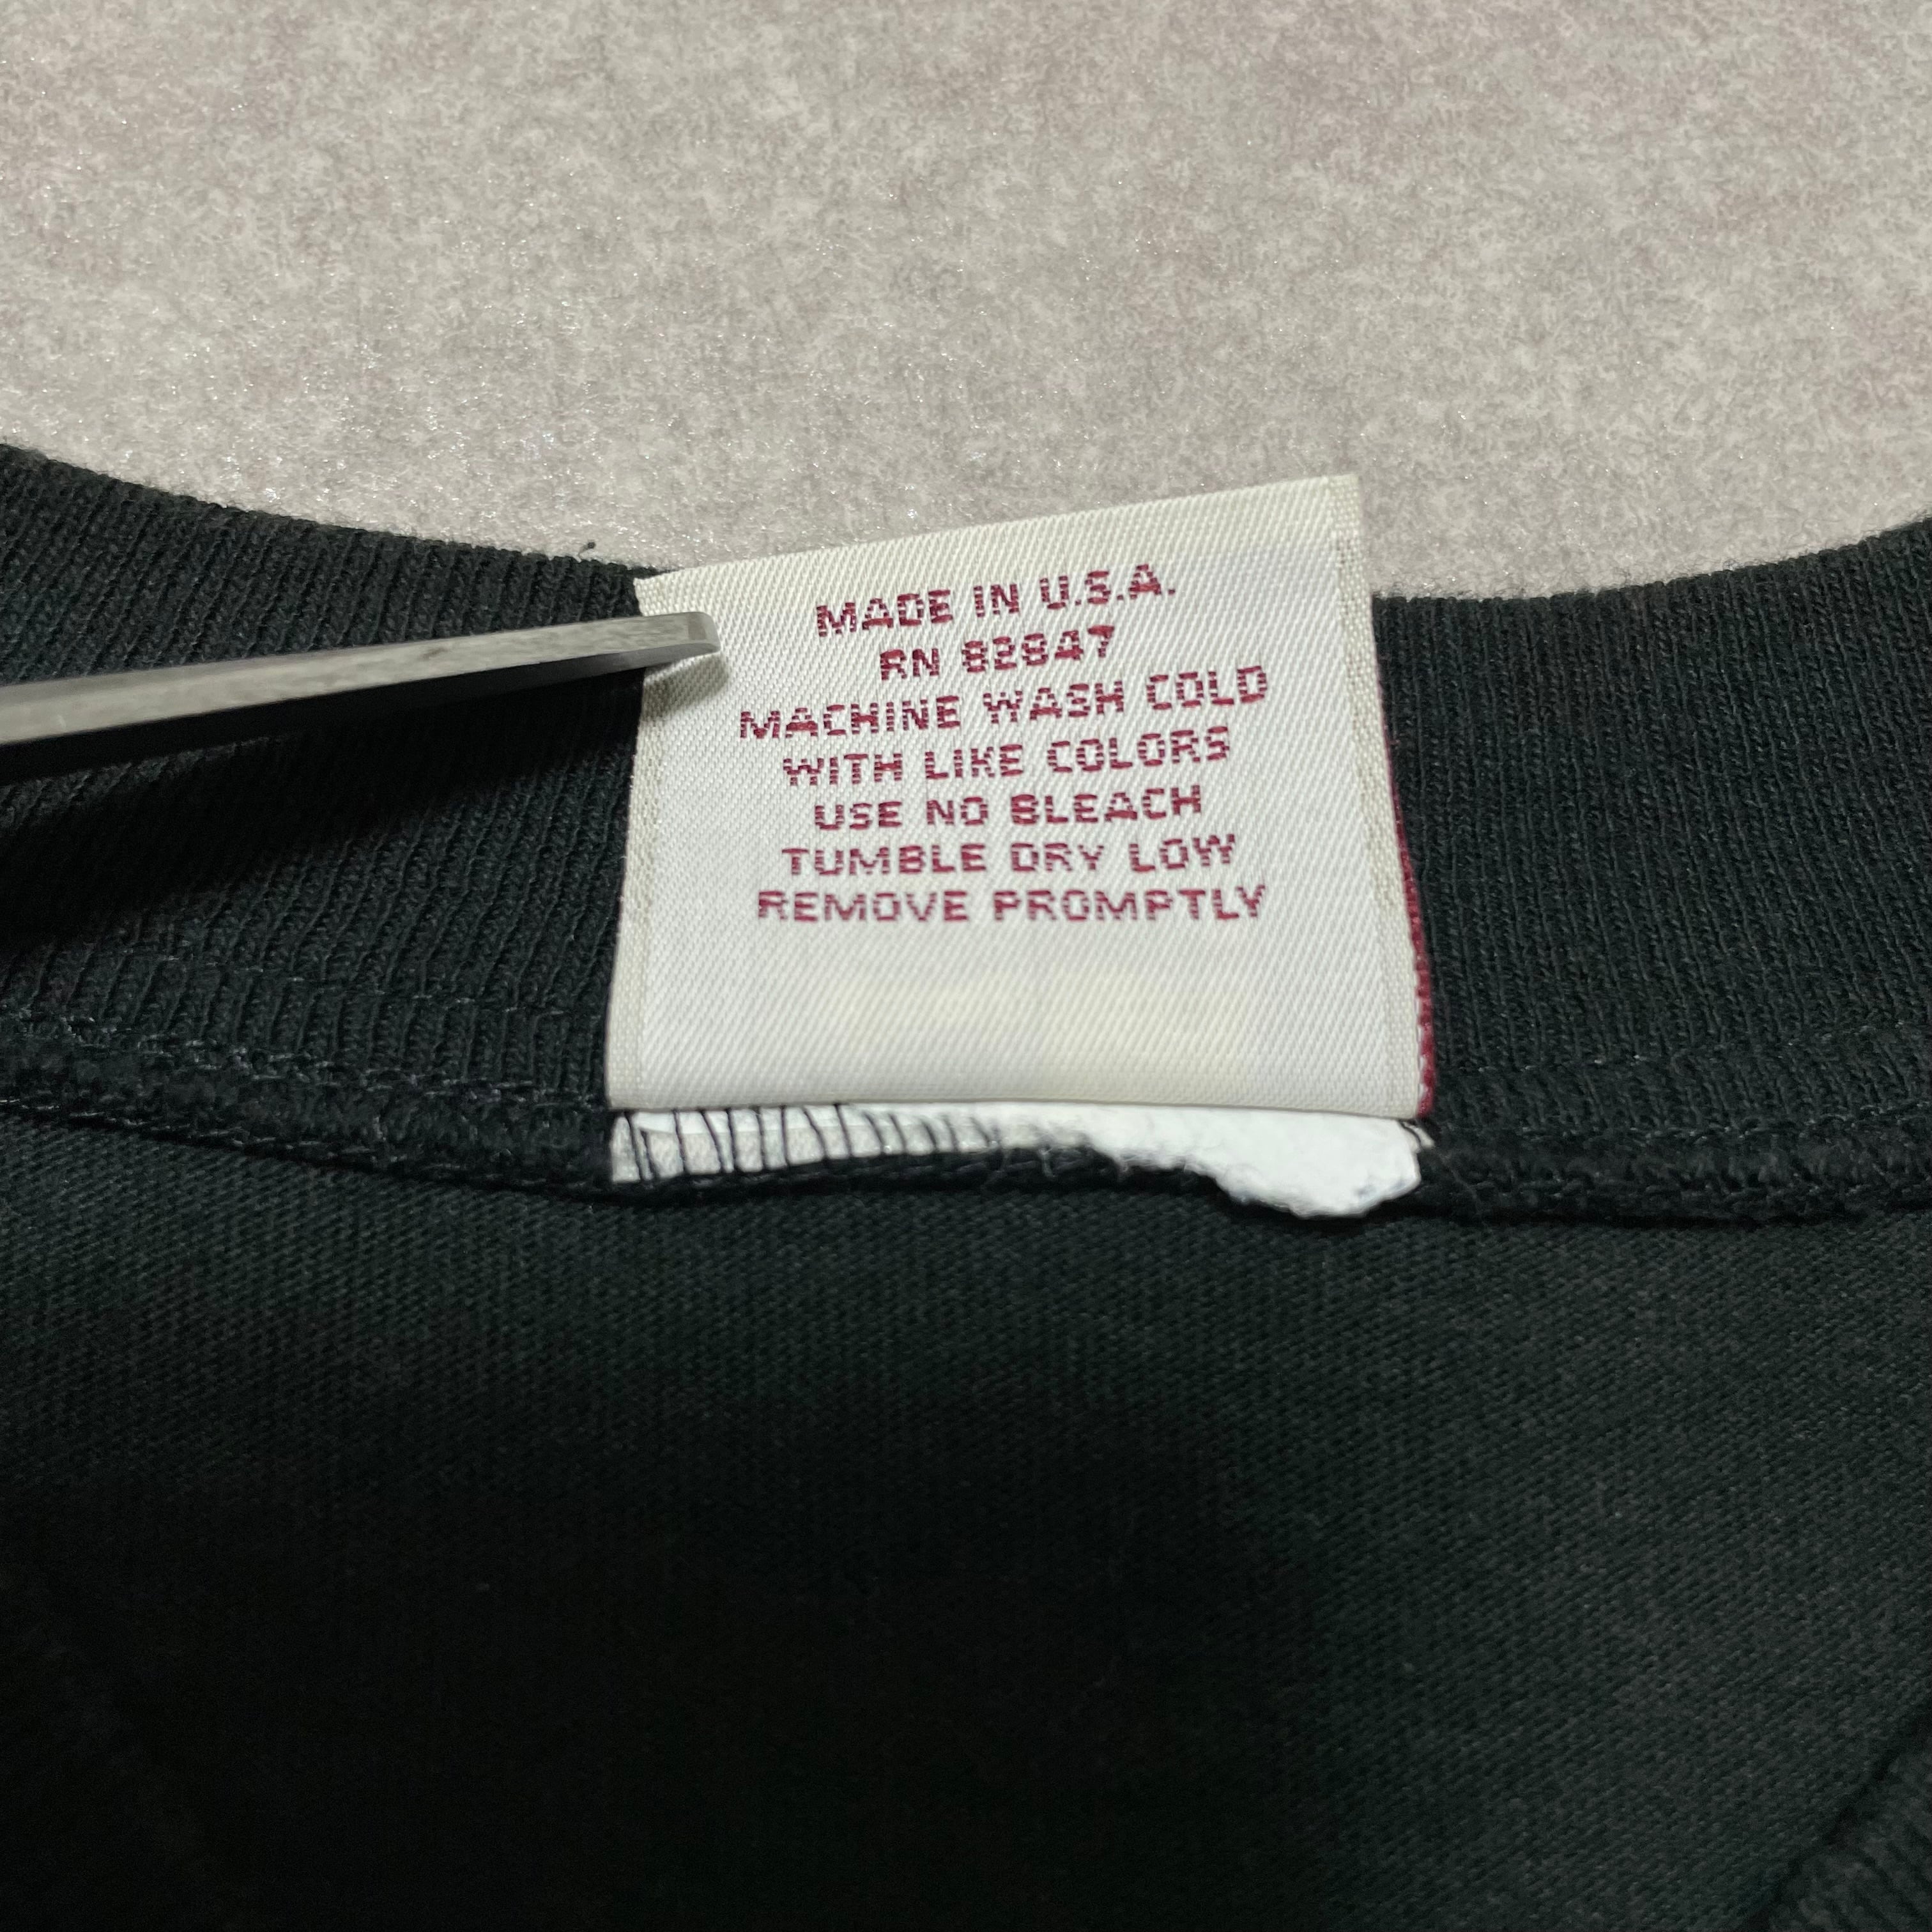 MADE IN U.S.A.
RN 82847
MACHINE WASH COLD
WITH LIKE COLORS
USE NO BLEACH
TUMBLE DRY LOW
REMOVE PROMPTLY